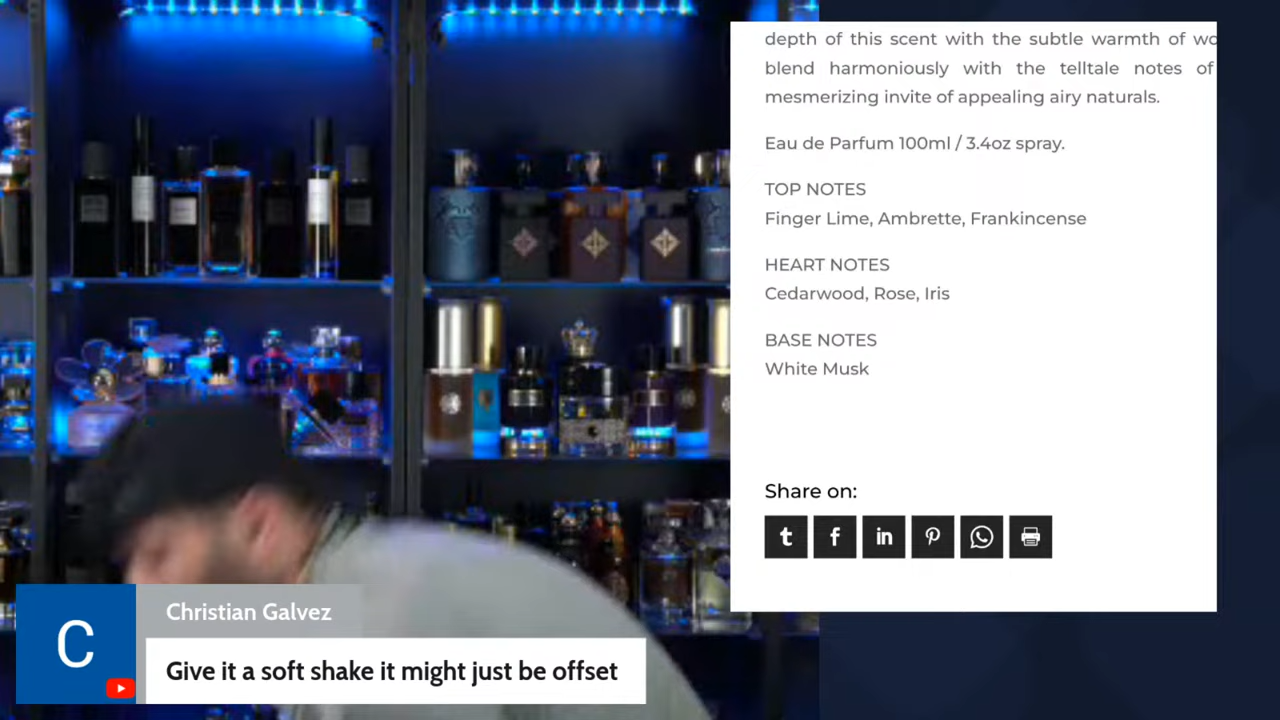 depth of this scent with the subtle warmth of
blend harmoniously with the telltale notes of
mesmerizing invite of appealing airy naturals.
Eau de Parfum 100ml / 3.4oz spray.
TOP NOTES
Finger Lime, Ambrette, Frankincense
HEART NOTES
Cedarwood, Rose, Iris
BASE NOTES
White Musk
Share on:
t f in
C
Christian Galvez
Give it a soft shake it might just be offset